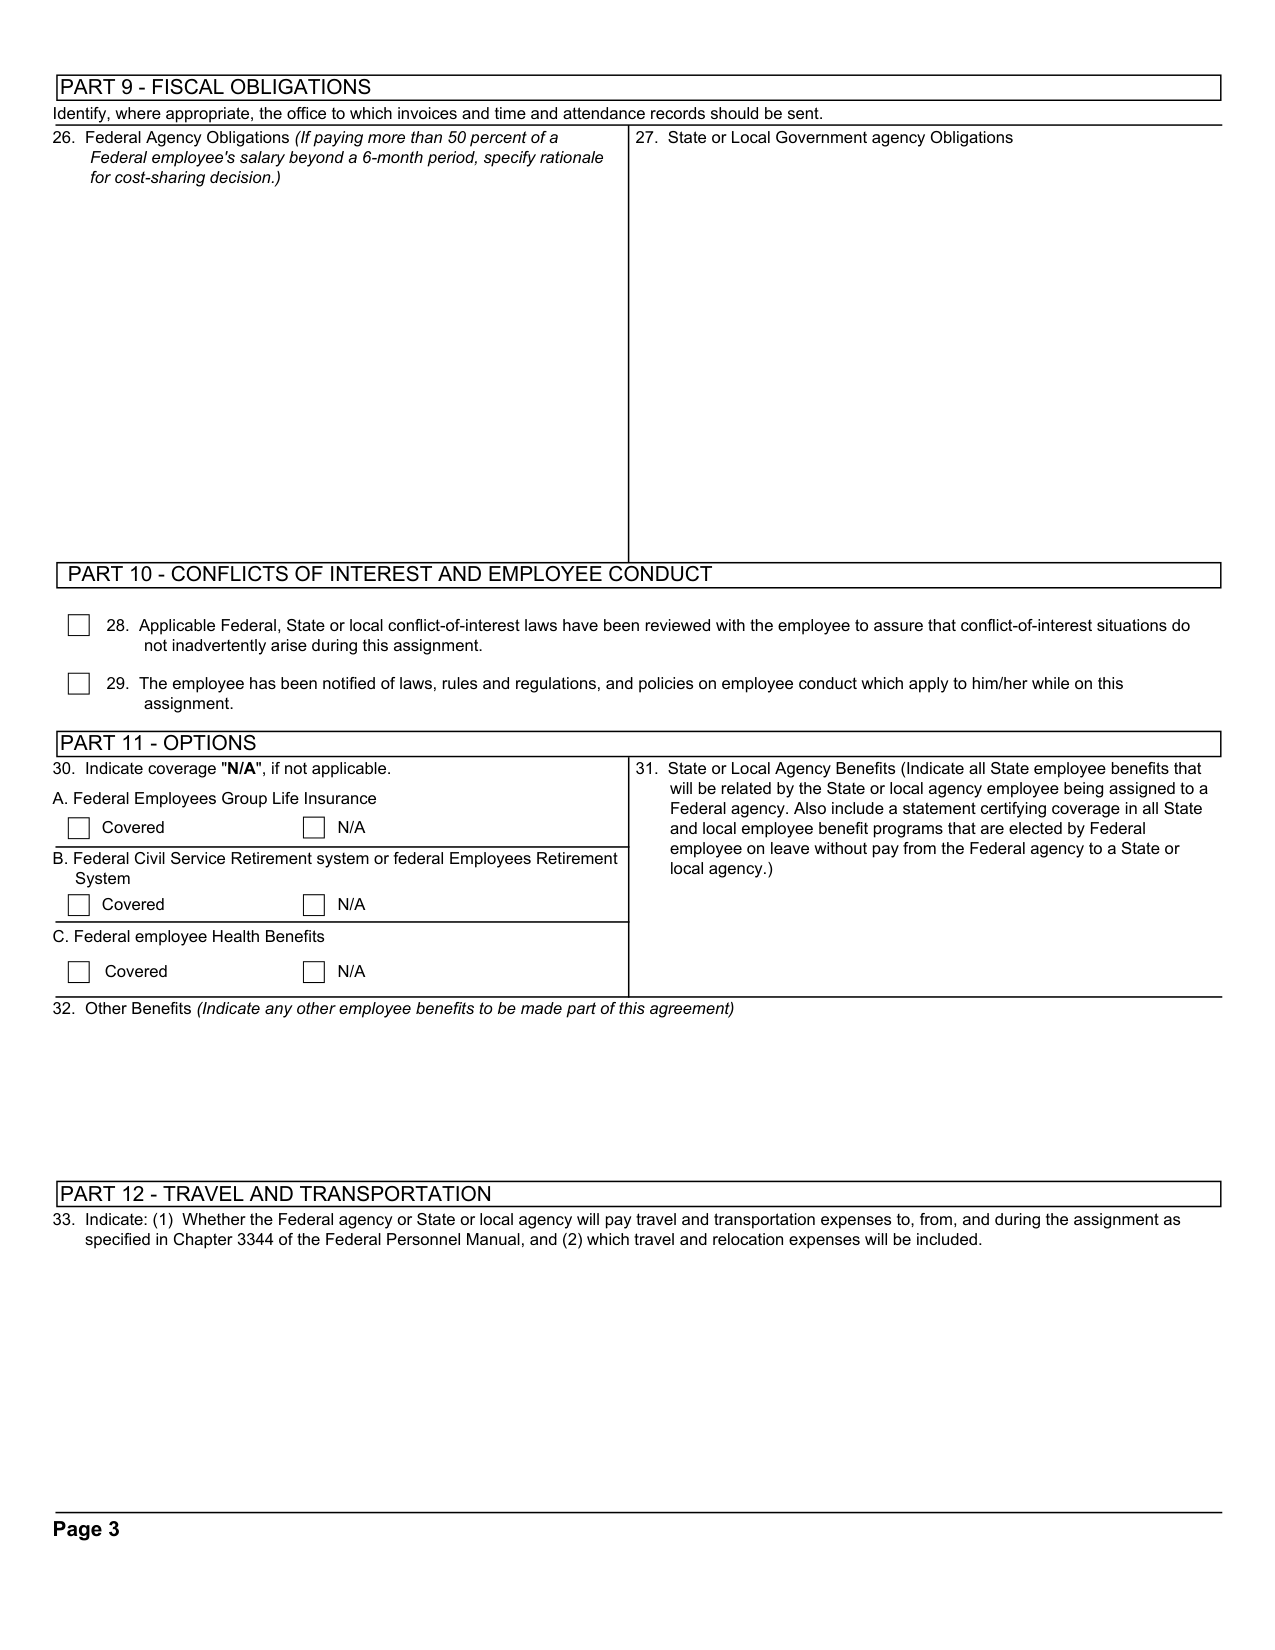 PART 9 - FISCAL OBLIGATIONS
Identify, where appropriate, the office to which invoices and time and attendance records should be sent.
26.  Federal Agency Obligations (If paying more than 50 percent of a
Federal employee's salary beyond a 6-month period, specify rationale
for cost-sharing decision.)
27.  State or Local Government agency Obligations
PART 10 - CONFLICTS OF INTEREST AND EMPLOYEE CONDUCT
28.  Applicable Federal, State or local conflict-of-interest laws have been reviewed with the employee to assure that conflict-of-interest situations do
not inadvertently arise during this assignment.
29.  The employee has been notified of laws, rules and regulations, and policies on employee conduct which apply to him/her while on this
assignment.
PART 11 - OPTIONS
30.  Indicate coverage "N/A", if not applicable.
A. Federal Employees Group Life Insurance
Covered N/A
B. Federal Civil Service Retirement system or federal Employees Retirement
System
Covered N/A
C. Federal employee Health Benefits
Covered N/A
31.  State or Local Agency Benefits (Indicate all State employee benefits that
will be related by the State or local agency employee being assigned to a
Federal agency. Also include a statement certifying coverage in all State
and local employee benefit programs that are elected by Federal
employee on leave without pay from the Federal agency to a State or
local agency.)
32.  Other Benefits (Indicate any other employee benefits to be made part of this agreement)
PART 12 - TRAVEL AND TRANSPORTATION
33.  Indicate: (1)  Whether the Federal agency or State or local agency will pay travel and transportation expenses to, from, and during the assignment as
specified in Chapter 3344 of the Federal Personnel Manual, and (2) which travel and relocation expenses will be included.
Page 3